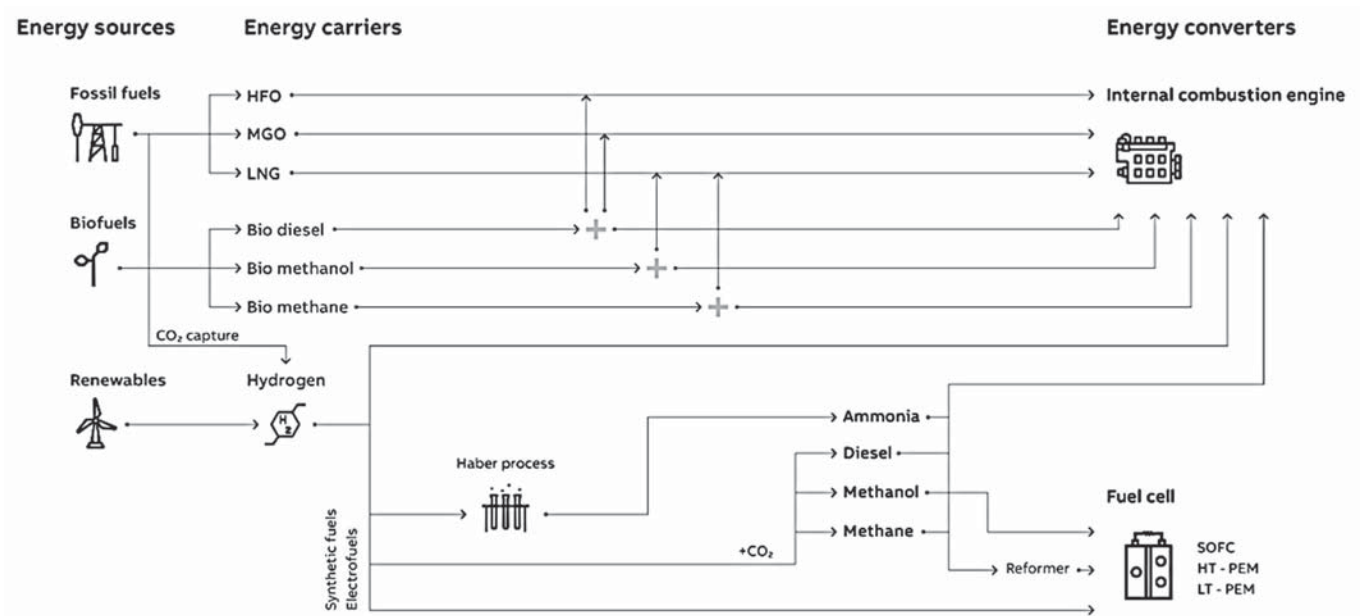 Energy sources
Energy carriers
Energy converters
Fossil fuels
HFO
Internal combustion engine
MGO
LNG
Biofuels
Bio diesel
Bio methanol
Bio methane
CO₂ capture
Renewables
Hydrogen
H
2
Ammonia
Diesel
Haber process
Methanol
Fuel cell
Methane
Synthetic fuels
Electrofuels
+CO₂
Reformer
SOFC
HT - PEM
LT - PEM